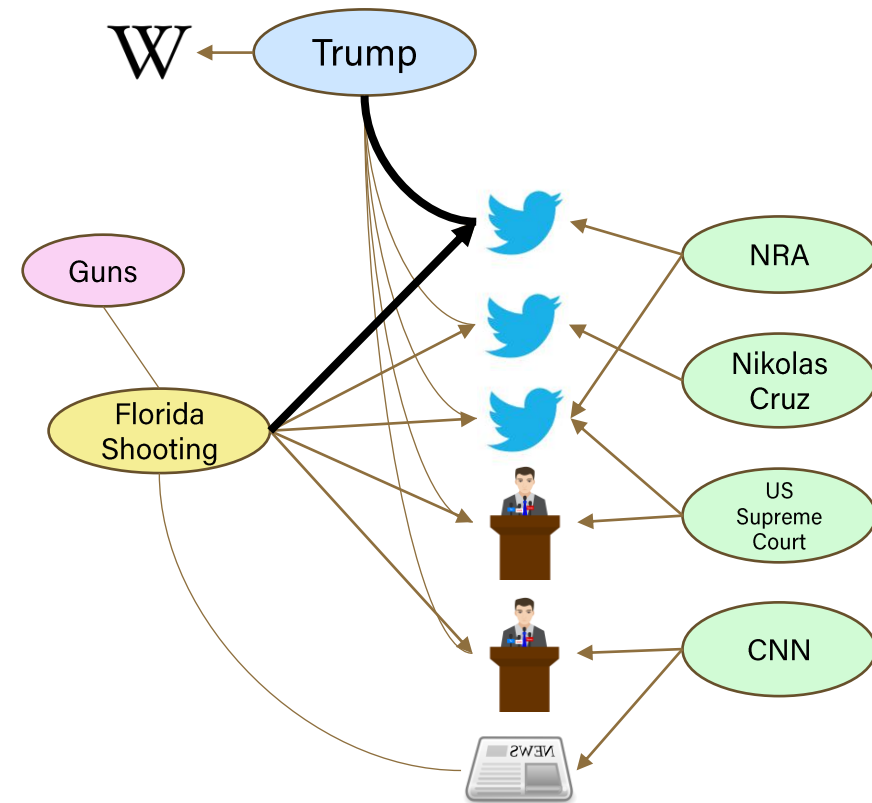 W
Trump
Guns
NRA
Nikolas
Cruz
Florida
Shooting
US
Supreme
Court
CNN
NEWS